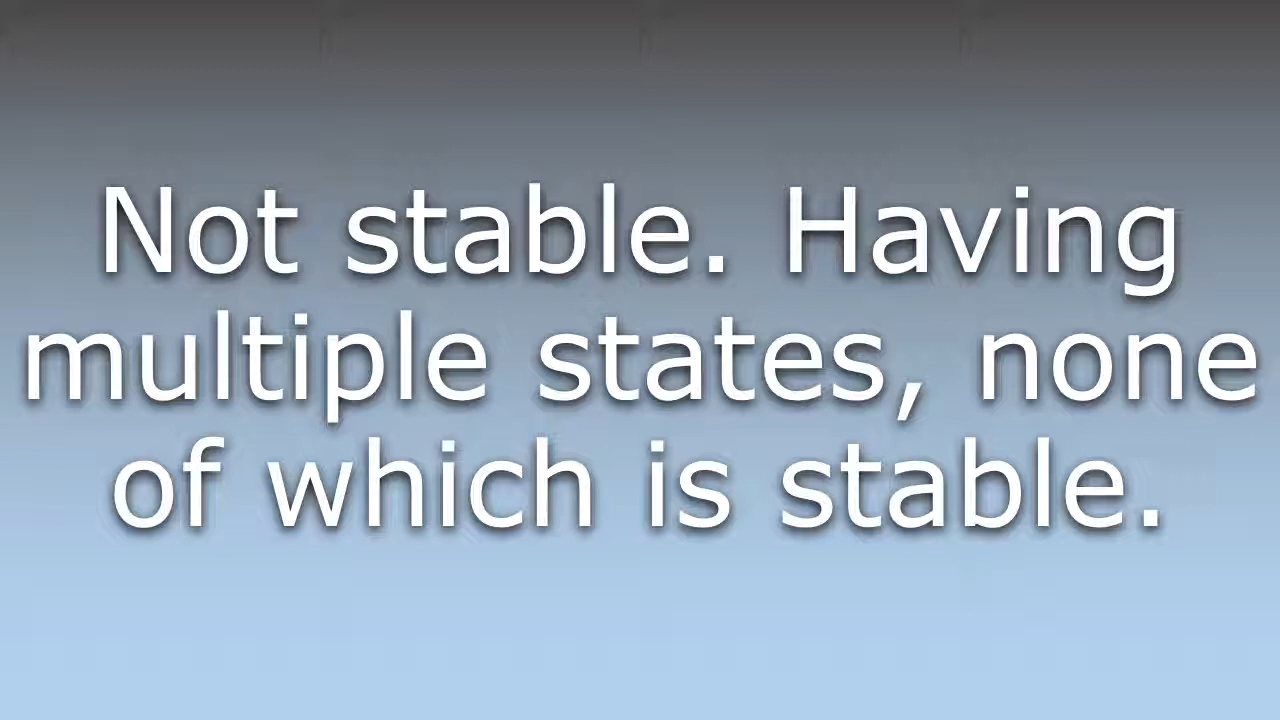 Not stable. Having
multiple states, none
of which is stable.